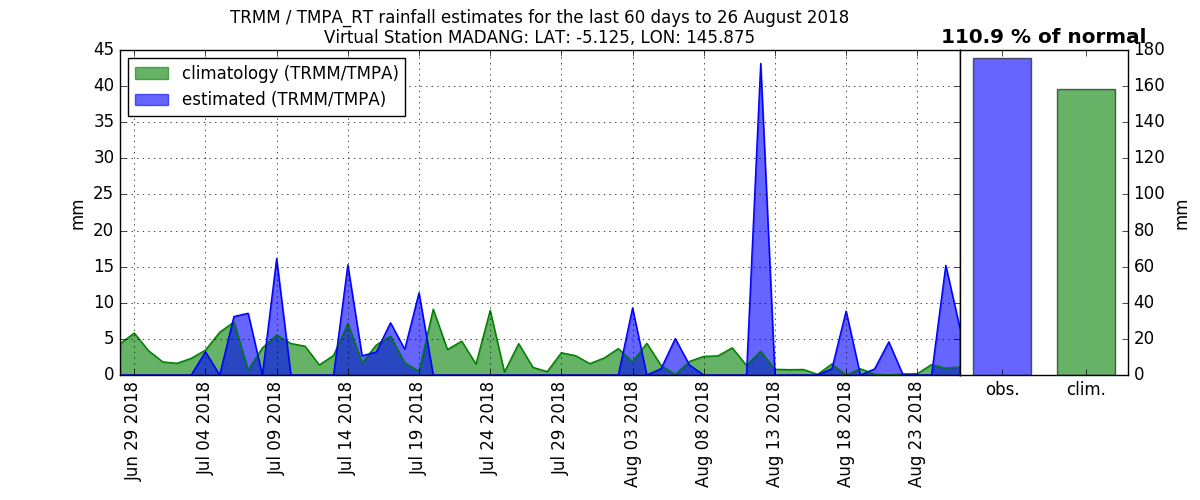 TRMM / TMPA_RT rainfall estimates for the last 60 days to 26 August 2018
Virtual Station MADANG: LAT: -5.125, LON: 145.875
110.9 % of normal
climatology (TRMM/TMPA)
estimated (TRMM/TMPA)
mm
45
40
35
30
25
20
15
10
5
0
Jun 29 2018
Jul 04 2018
Jul 09 2018
Jul 14 2018
Jul 19 2018
Jul 24 2018
Jul 29 2018
Aug 03 2018
Aug 08 2018
Aug 13 2018
Aug 18 2018
Aug 23 2018
obs.
clim.
180
160
140
120
100
80
60
40
20
0
mm